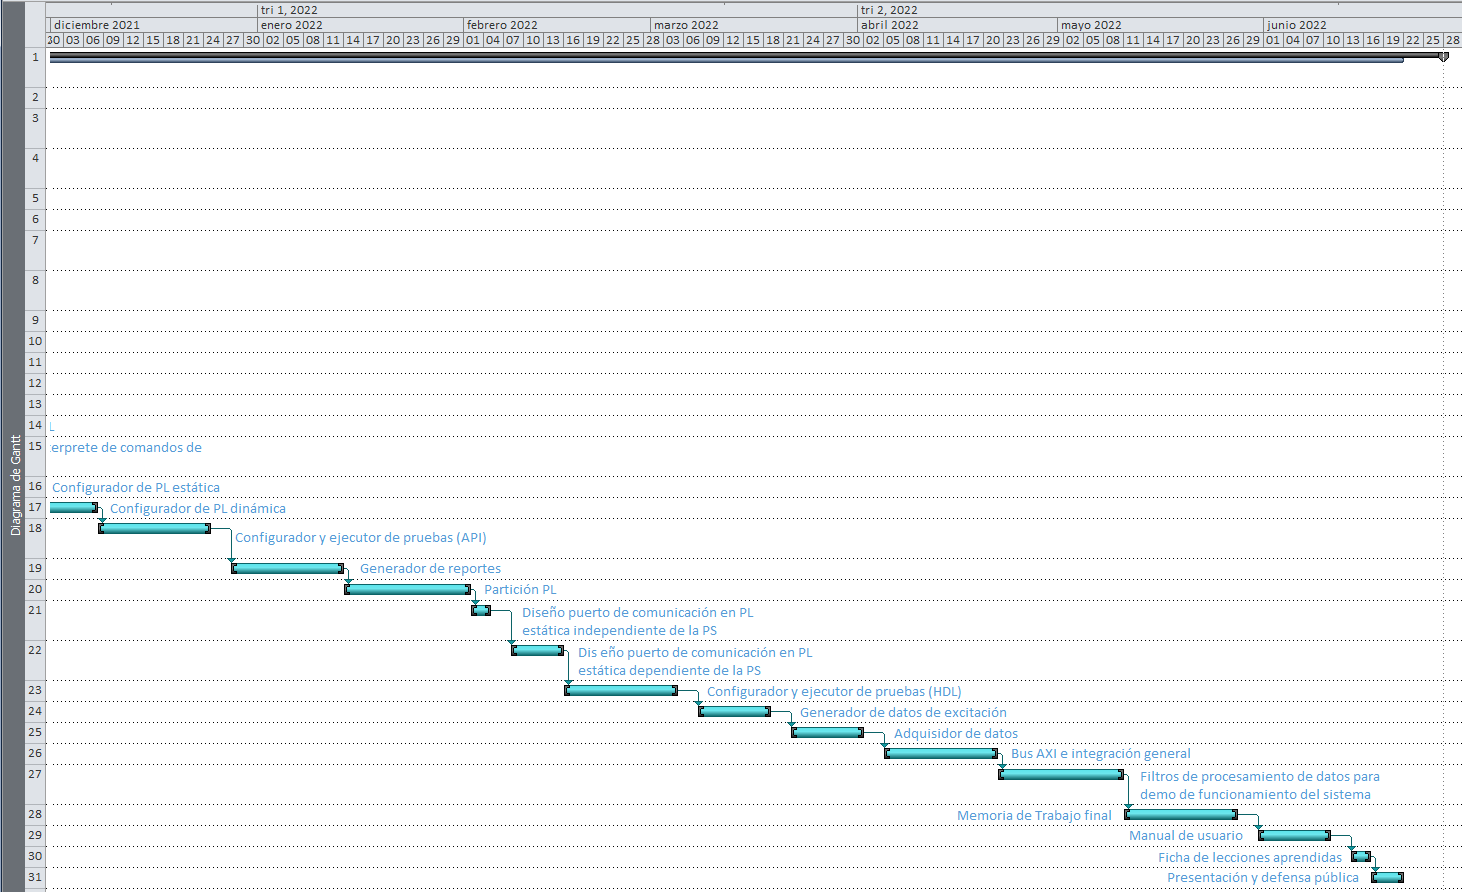 tri 1, 2022 tri 2, 2022
diciembre 2021 enero 2022 febrero 2022 marzo 2022 abril 2022 mayo 2022 junio 2022
30 03 06 09 12 15 18 21 24 27 30 02 05 08 11 14 17 20 23 26 29 01 04 07 10 13 16 19 22 25 28 03 06 09 12 15 18 21 24 27 30 02 05 08 11 14 17 20 23 26 29 02 05 08 11 14 17 20 23 26 29 01 04 07 10 13 16 19 22 25 28
Diagrama de Gantt
1
2
3
4
5
6
7
8
9
10
11
12
13
14 L
15 erprete de comandos de
16 Configurador de PL estática
17 Configurador de PL dinámica
18 Configurador y ejecutor de pruebas (API)
19 Generador de reportes
20 Partición PL
21 Diseño puerto de comunicación en PL
estática independiente de la PS
22 Dis eño puerto de comunicación en PL
estática dependiente de la PS
23 Configurador y ejecutor de pruebas (HDL)
24 Generador de datos de excitación
25 Adquisidor de datos
26 Bus AXI e integración general
27 Filtros de procesamiento de datos para
demo de funcionamiento del sistema
28 Memoria de Trabajo final
29 Manual de usuario
30 Ficha de lecciones aprendidas
31 Presentación y defensa pública